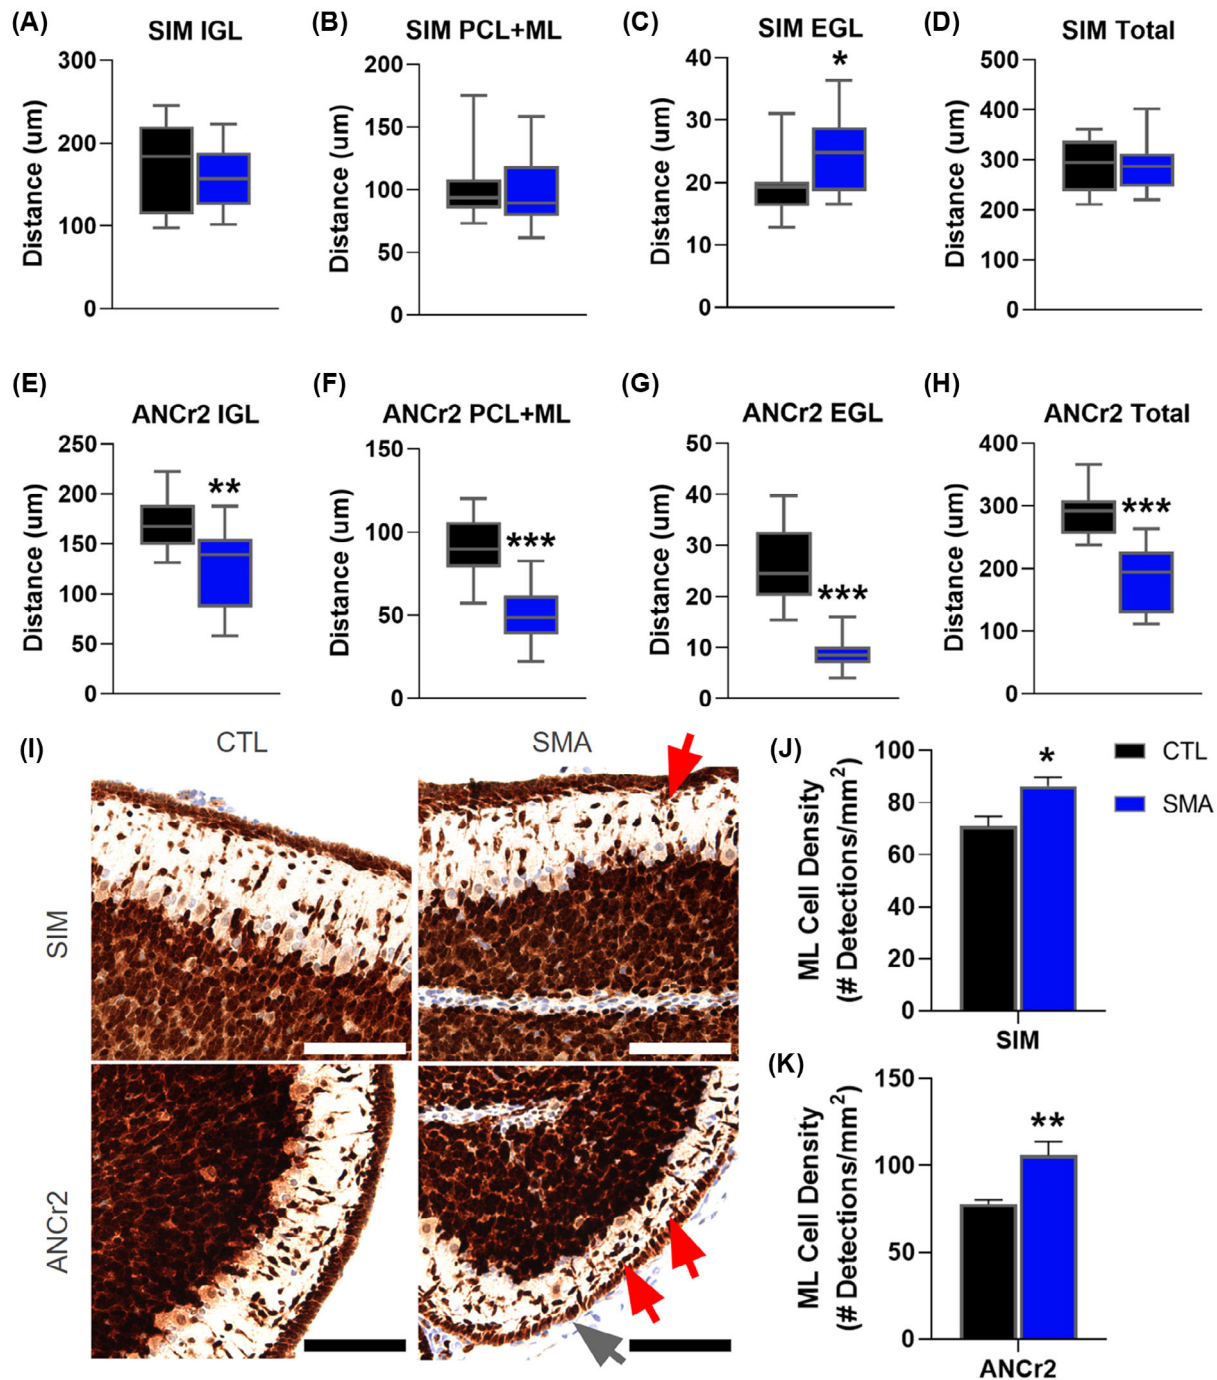 (A)
SIM IGL
Distance (um)
300
200
100
0
(B)
SIM PCL+ML
Distance (um)
200
150
100
50
0
(C)
SIM EGL
Distance (um)
40
30
20
10
0
*
(D)
SIM Total
Distance (um)
500
400
300
200
100
0
(E)
ANCr2 IGL
Distance (um)
250
200
150
100
50
0
**
(F)
ANCr2 PCL+ML
Distance (um)
150
100
50
0
***
(G)
ANCr2 EGL
Distance (um)
50
40
30
20
10
0
***
(H)
ANCr2 Total
Distance (um)
400
300
200
100
0
***
(I)
CTL
SMA
SIM
ANCr2
(J)
ML Cell Density
(# Detections/mm²)
100
80
60
40
20
0
*
SIM
CTL
SMA
(K)
ML Cell Density
(# Detections/mm²)
150
100
50
0
**
ANCr2